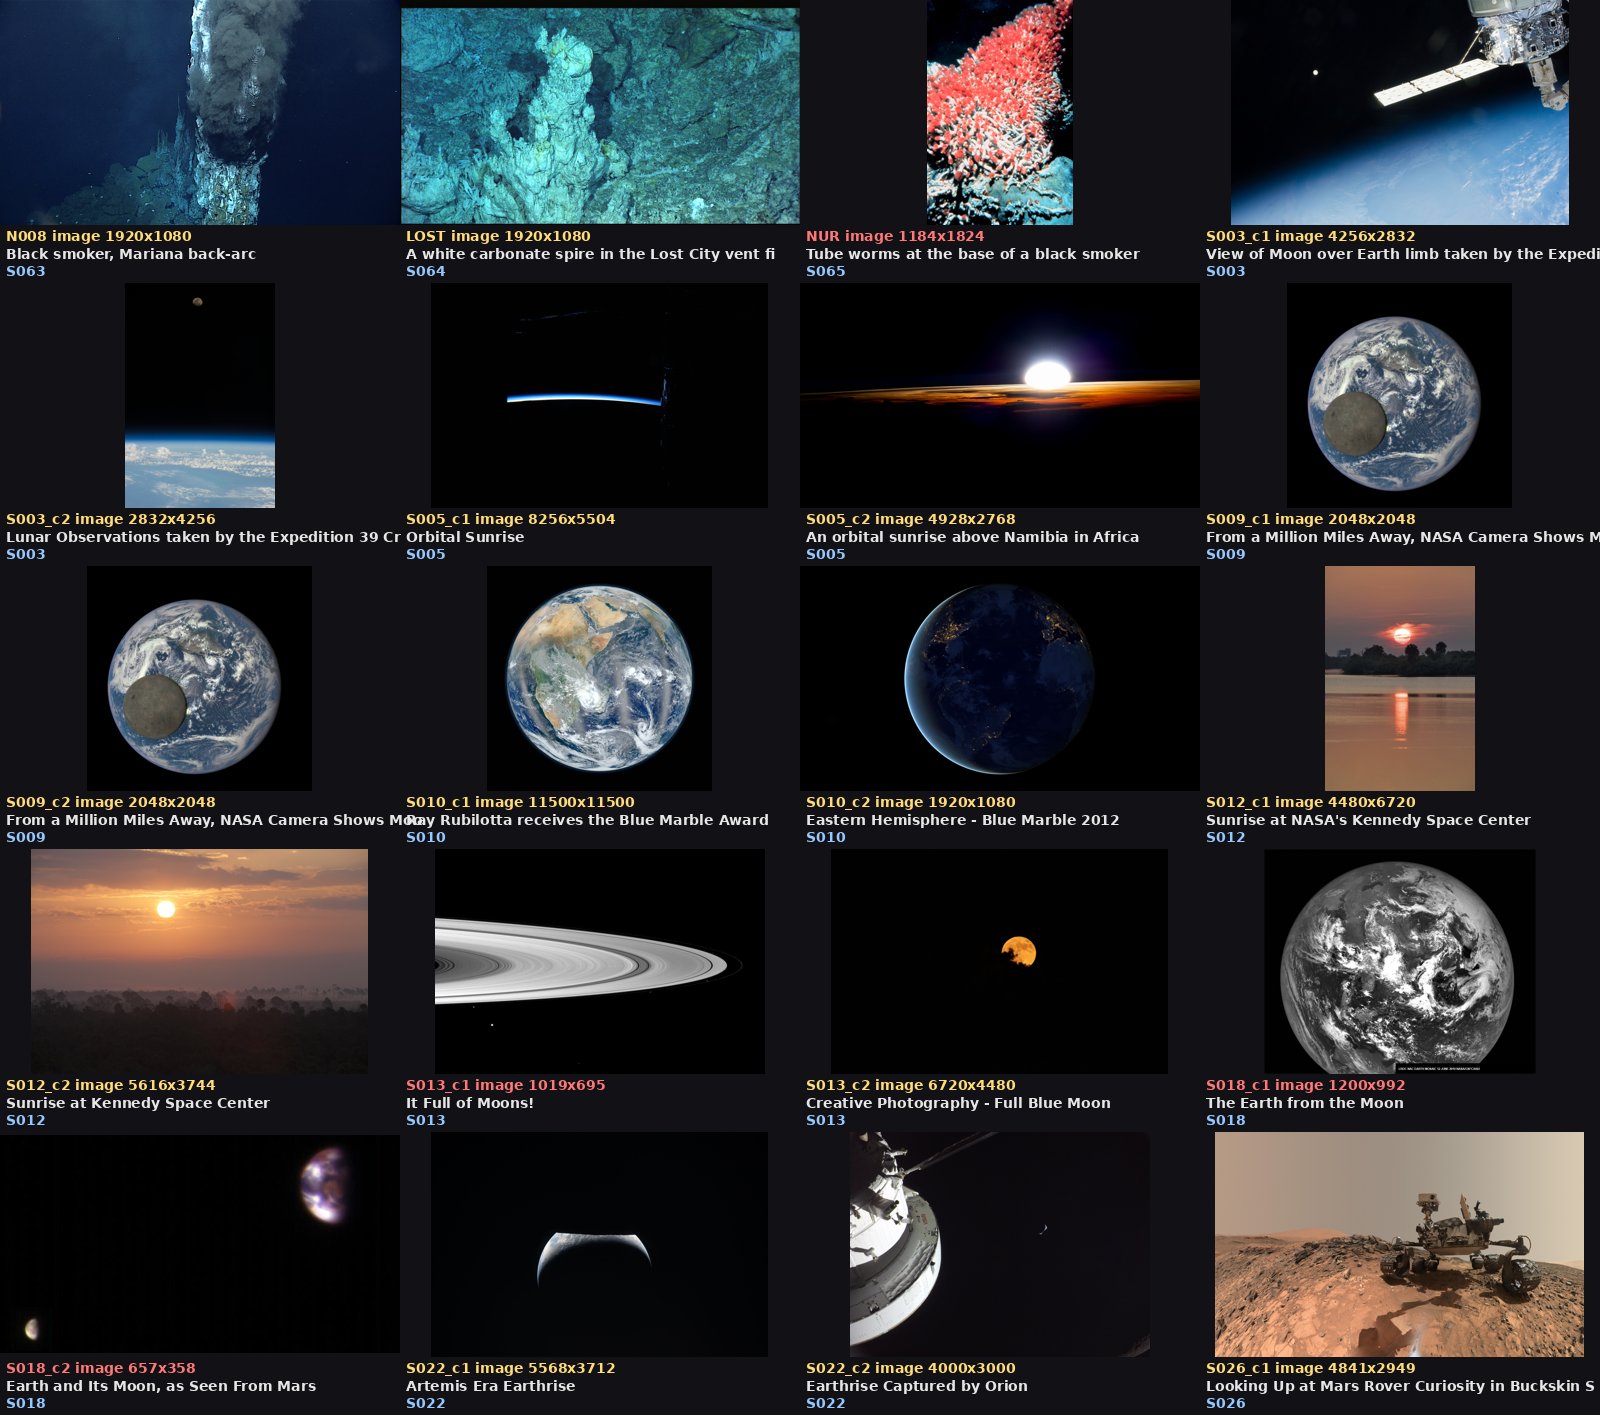 N008 image 1920x1080
Black smoker, Mariana back-arc
S063
LOST image 1920x1080
A white carbonate spire in the Lost City vent fi
S064
NUR image 1184x1824
Tube worms at the base of a black smoker
S065
S003_c1 image 4256x2832
View of Moon over Earth limb taken by the Expedi
S003
S003_c2 image 2832x4256
Lunar Observations taken by the Expedition 39 Cr
S003
S005_c1 image 8256x5504
Orbital Sunrise
S005
S005_c2 image 4928x2768
An orbital sunrise above Namibia in Africa
S005
S009_c1 image 2048x2048
From a Million Miles Away, NASA Camera Shows M
S009
S009_c2 image 2048x2048
From a Million Miles Away, NASA Camera Shows Moo
S009
S010_c1 image 11500x11500
Ray Rubilotta receives the Blue Marble Award
S010
S010_c2 image 1920x1080
Eastern Hemisphere - Blue Marble 2012
S010
S012_c1 image 4480x6720
Sunrise at NASA's Kennedy Space Center
S012
S012_c2 image 5616x3744
Sunrise at Kennedy Space Center
S012
S013_c1 image 1019x695
It Full of Moons!
S013
S013_c2 image 6720x4480
Creative Photography - Full Blue Moon
S013
S018_c1 image 1200x992
The Earth from the Moon
S018
S018_c2 image 657x358
Earth and Its Moon, as Seen From Mars
S018
S022_c1 image 5568x3712
Artemis Era Earthrise
S022
S022_c2 image 4000x3000
Earthrise Captured by Orion
S022
S026_c1 image 4841x2949
Looking Up at Mars Rover Curiosity in Buckskin S
S026